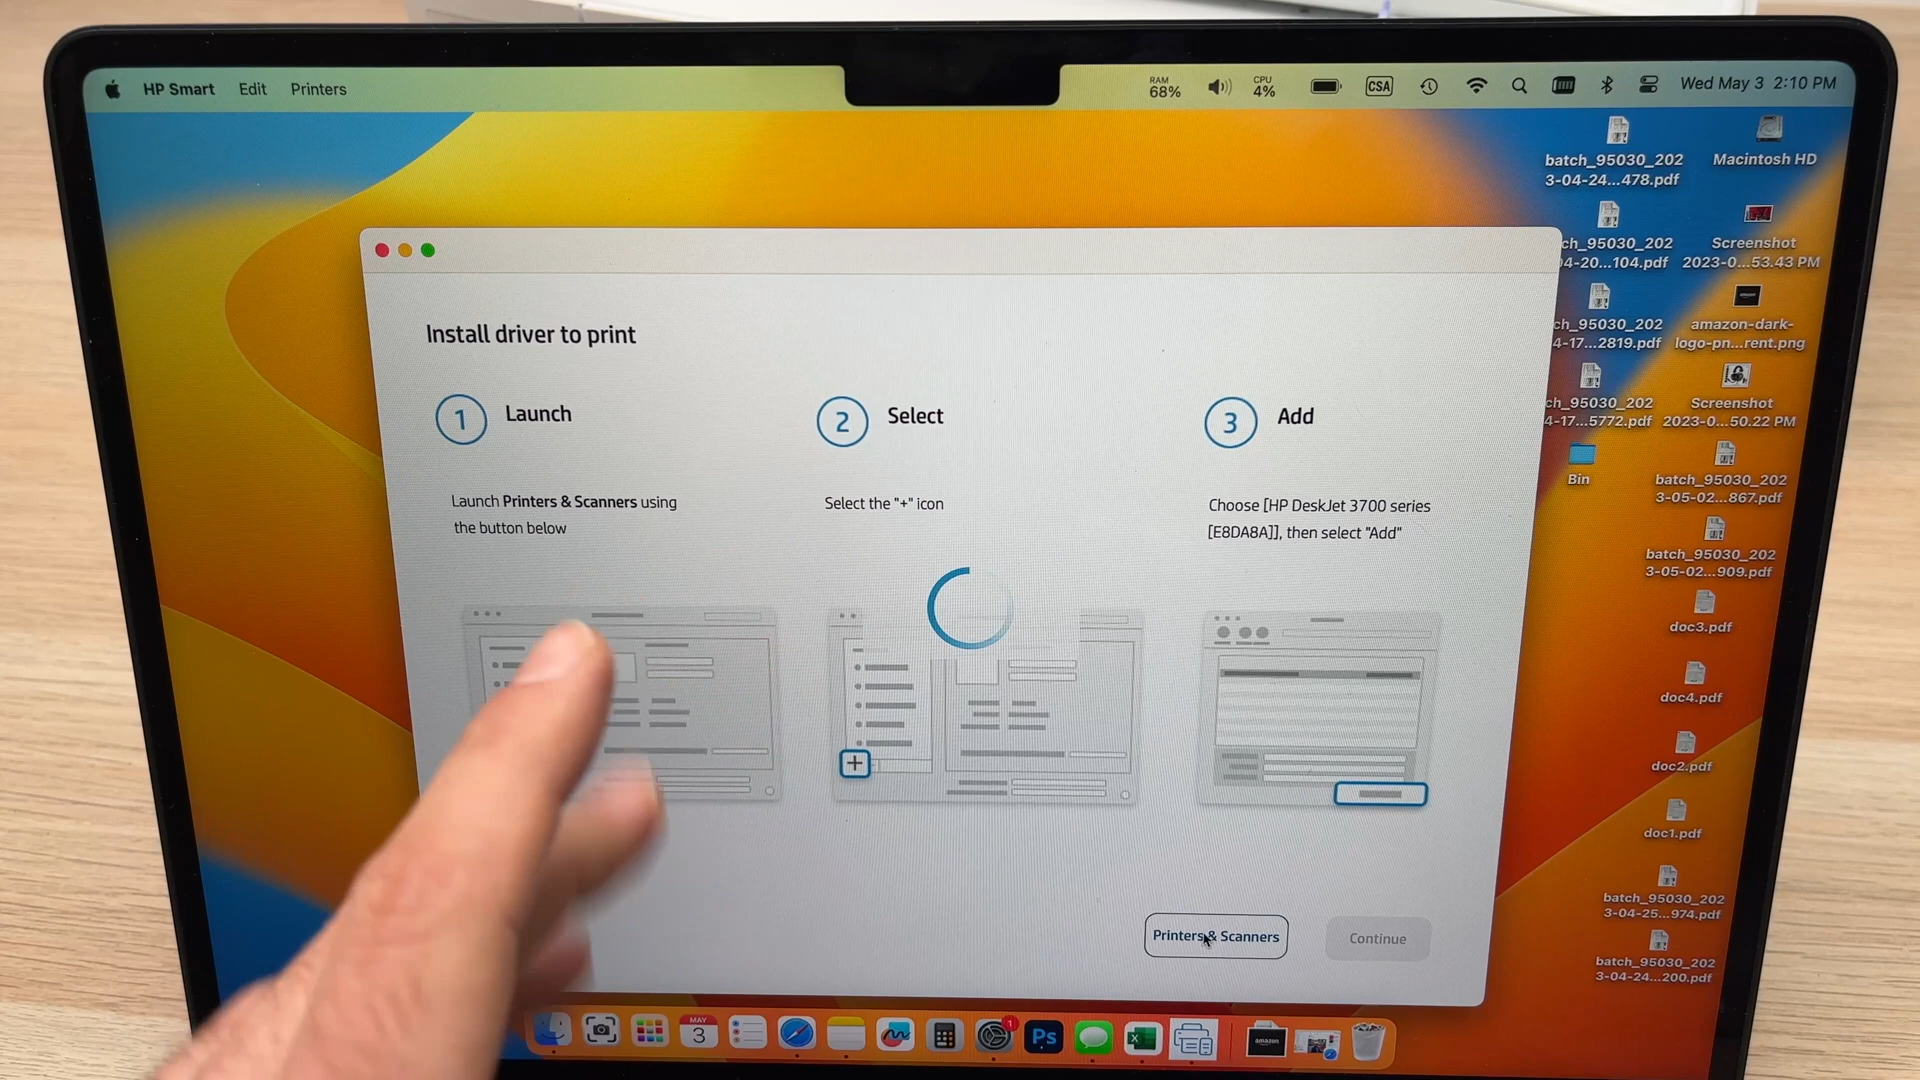 HP Smart Edit Printers
RAM
68%
CPU
4%
CSA
Wed May 3 2:10 PM
batch_95030_202
3-04-24...478.pdf
Macintosh HD
ch_95030_202
04-20...104.pdf
Screenshot
2023-0...53.43 PM
ch_95030_202
4-17...2819.pdf
amazon-dark-
logo-pn...rent.png
ch_95030_202
4-17...5772.pdf
Screenshot
2023-0...50.22 PM
Bin
batch_95030_202
3-05-02...867.pdf
batch_95030_202
3-05-02...909.pdf
doc3.pdf
doc4.pdf
doc2.pdf
doc1.pdf
batch_95030_202
3-04-25...974.pdf
batch_95030_202
3-04-24...200.pdf
Install driver to print
1 Launch
Launch Printers & Scanners using
the button below
2 Select
Select the "+" icon
3 Add
Choose [HP DeskJet 3700 series
[E8DA8A]], then select "Add"
+
Printers & Scanners
Continue
MAY
3
1
Ps
X
amazon